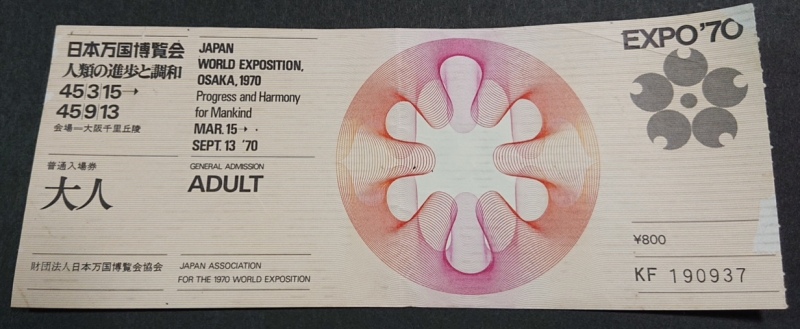 日本万国博覧会
人類の進歩と調和
45|3|15→
45|9|13
会場=大阪千里丘陵
JAPAN
WORLD EXPOSITION,
OSAKA, 1970
Progress and Harmony
for Mankind
MAR. 15→
SEPT. 13 '70
普通入場券
大人
GENERAL ADMISSION
ADULT
財団法人日本万国博覧会協会
JAPAN ASSOCIATION
FOR THE 1970 WORLD EXPOSITION
EXPO'70
¥800
KF 190937